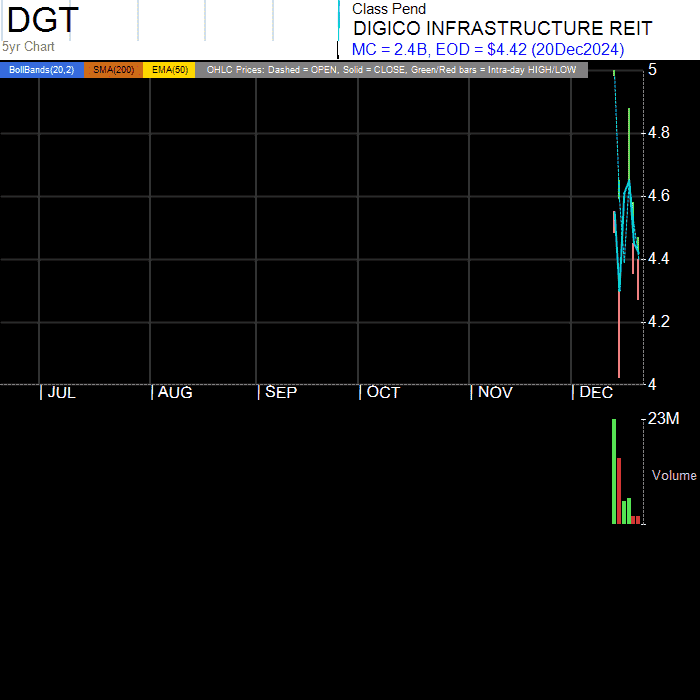 DGT
5yr Chart
Class Pend
DIGICO INFRASTRUCTURE REIT
MC = 2.4B, EOD = $4.42 (20Dec2024)
BollBands(20,2) SMA(200) EMA(50) OHLC Prices: Dashed = OPEN, Solid = CLOSE, Green/Red bars = Intra-day HIGH/LOW
5
4.8
4.6
4.4
4.2
4
JUL AUG SEP OCT NOV DEC
23M
Volume